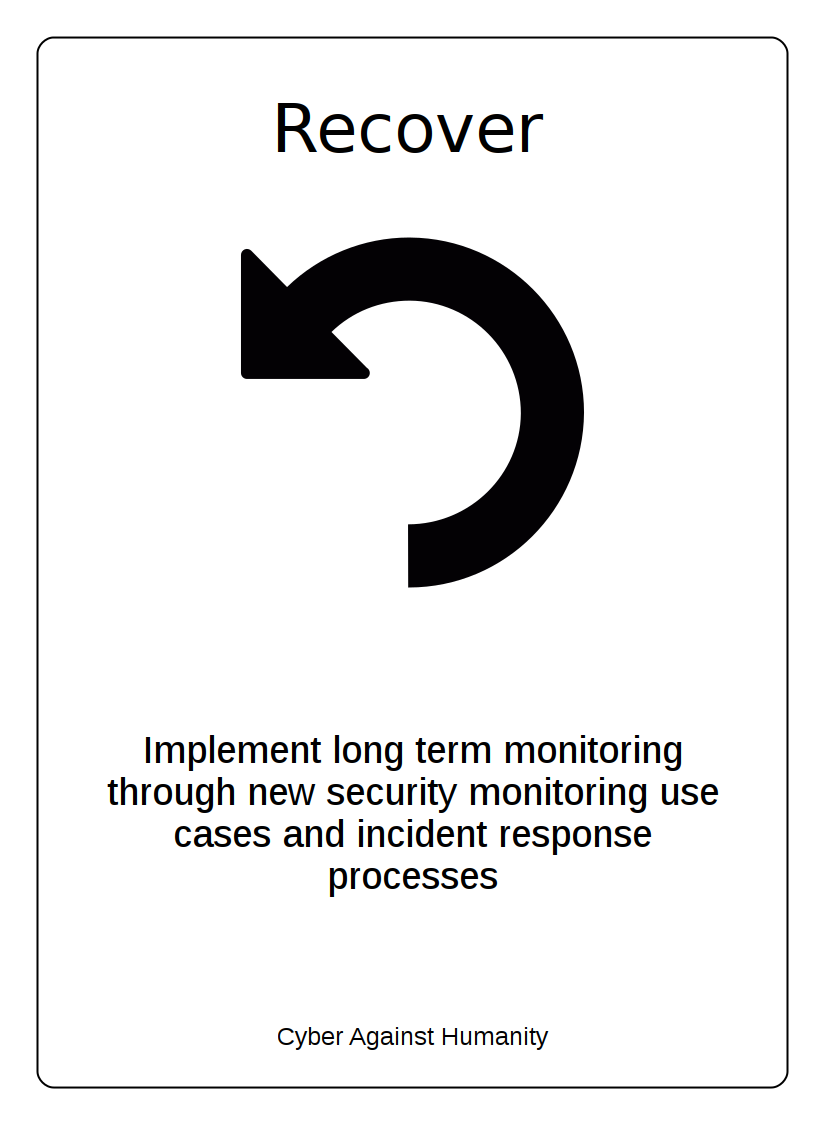 Recover
Implement long term monitoring
through new security monitoring use
cases and incident response
processes
Cyber Against Humanity